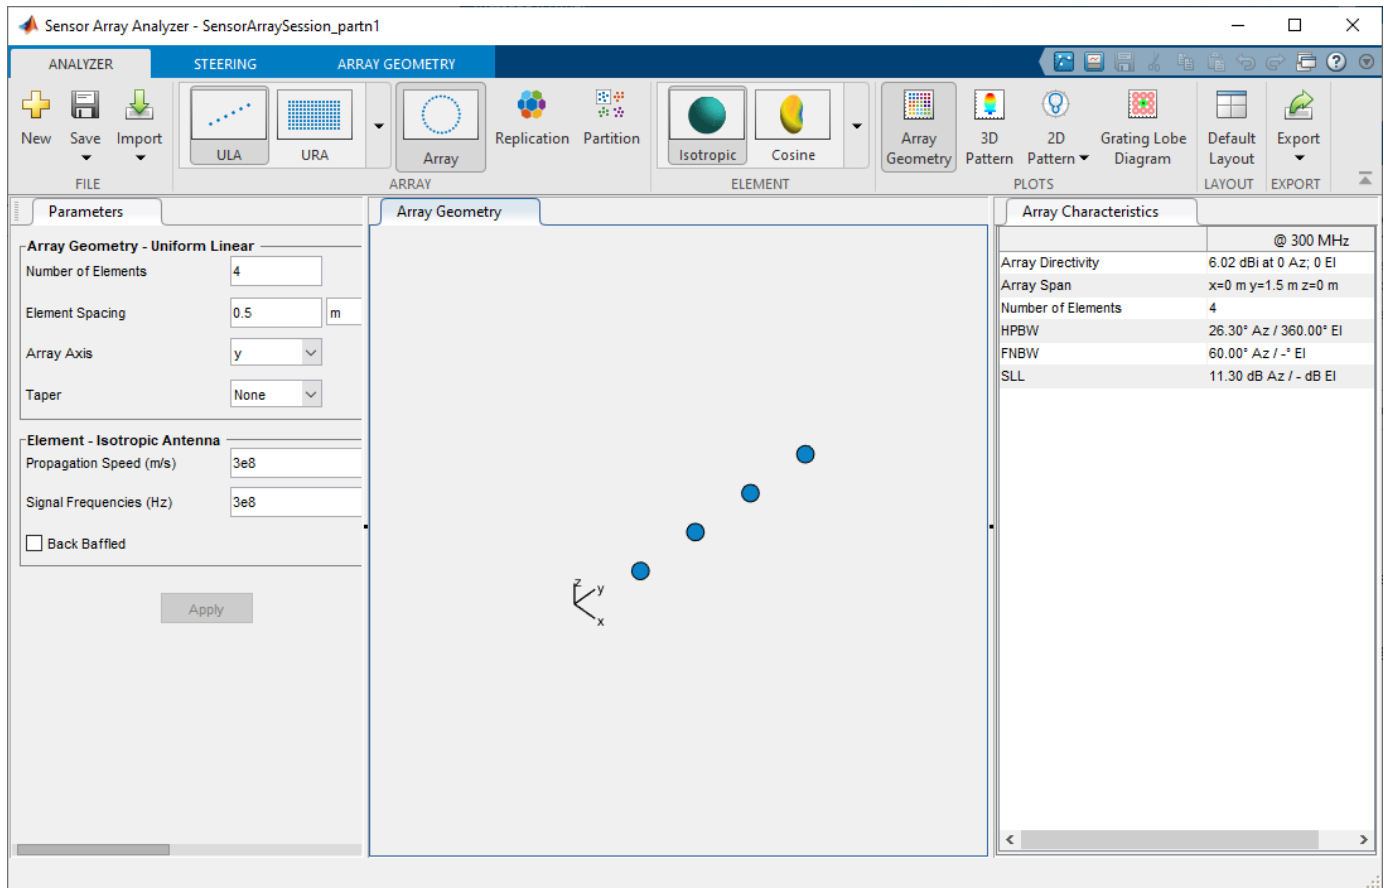 Sensor Array Analyzer - SensorArraySession_partn1
ANALYZER STEERING ARRAY GEOMETRY
New Save Import ULA URA Array Replication Partition Isotropic Cosine Array Geometry 3D Pattern 2D Pattern Grating Lobe Diagram Default Layout Export
FILE ARRAY ELEMENT PLOTS LAYOUT EXPORT
Parameters
Array Geometry - Uniform Linear
Number of Elements 4
Element Spacing 0.5 m
Array Axis y
Taper None
Element - Isotropic Antenna
Propagation Speed (m/s) 3e8
Signal Frequencies (Hz) 3e8
Back Baffled
Apply
Array Geometry
z
y
x
Array Characteristics
@ 300 MHz
Array Directivity 6.02 dBi at 0 Az; 0 El
Array Span x=0 m y=1.5 m z=0 m
Number of Elements 4
HPBW 26.30° Az / 360.00° El
FNBW 60.00° Az / -° El
SLL 11.30 dB Az / - dB El